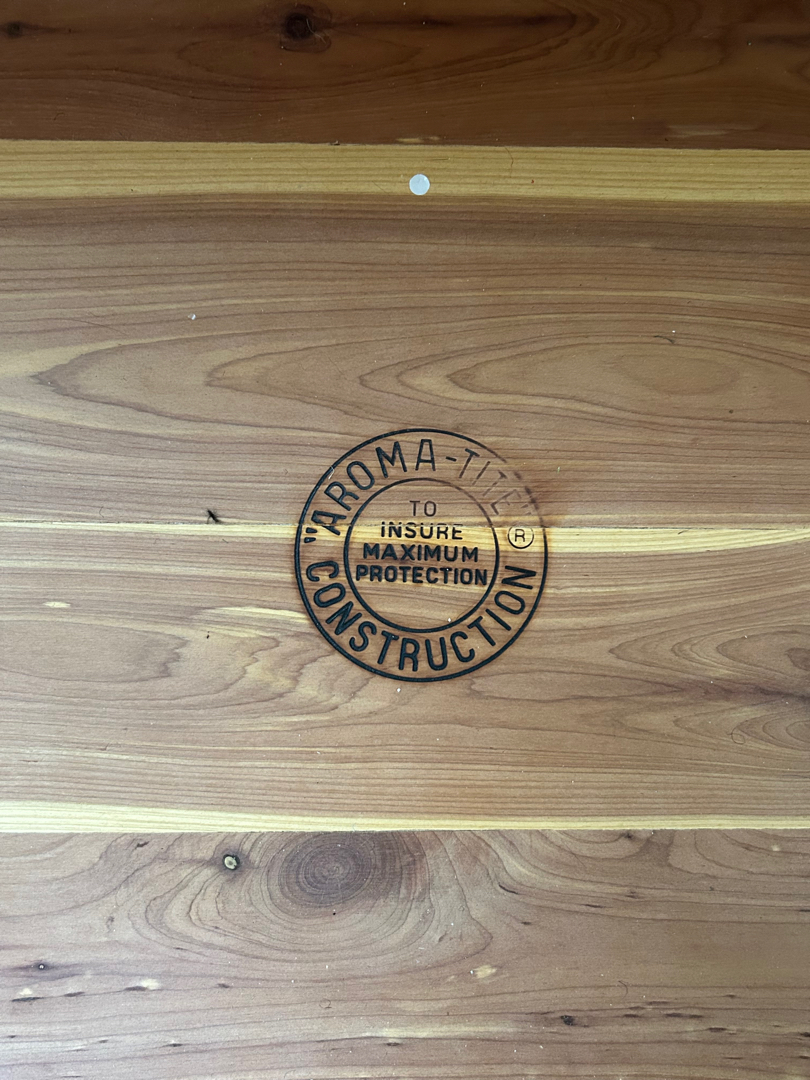 "AROMA-TITE"®
TO
INSURE
MAXIMUM
PROTECTION
CONSTRUCTION